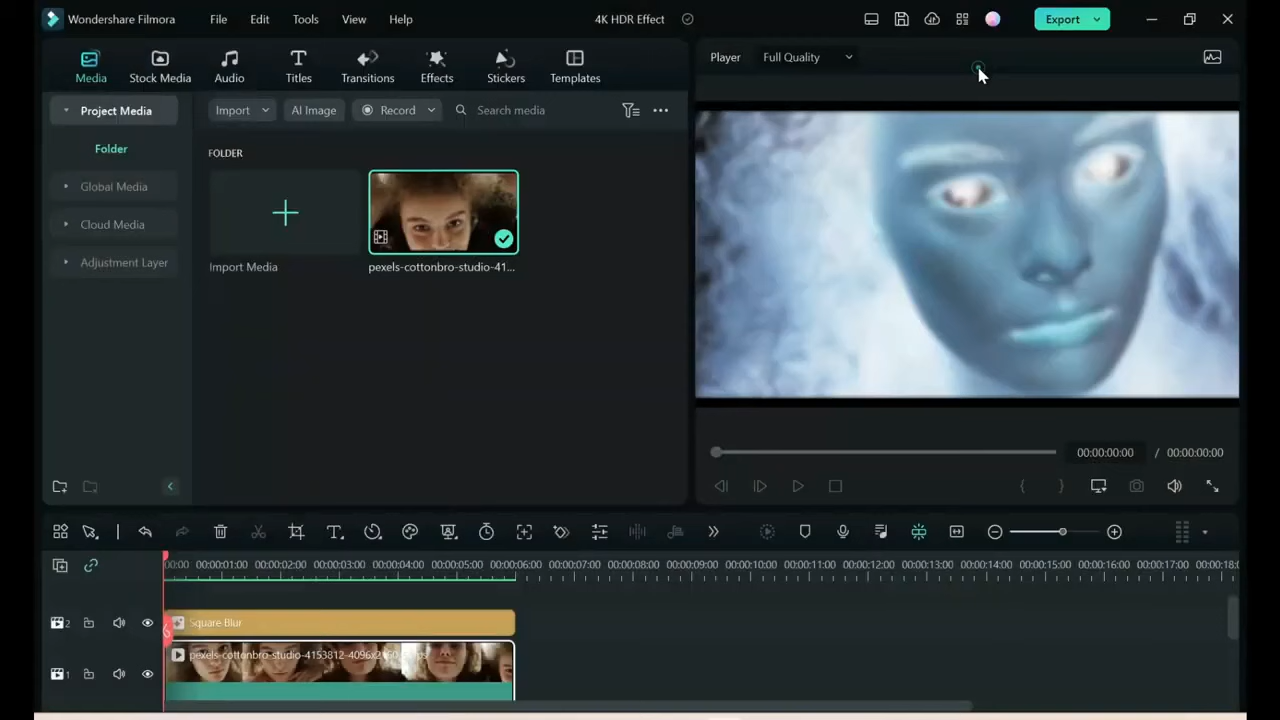 Wondershare Filmora
File
Edit
Tools
View
Help
4K HDR Effect
Export
Media
Stock Media
Audio
Titles
Transitions
Effects
Stickers
Templates
Player
Full Quality
Project Media
Import
AI Image
Record
Search media
Folder
FOLDER
Global Media
Cloud Media
Adjustment Layer
Import Media
pexels-cottonbro-studio-41...
00:00:00:00 / 00:00:00:00
00:00 00:00:01:00 00:00:02:00 00:00:03:00 00:00:04:00 00:00:05:00 00:00:06:00 00:00:07:00 00:00:08:00 00:00:09:00 00:00:10:00 00:00:11:00 00:00:12:00 00:00:13:00 00:00:14:00 00:00:15:00 00:00:16:00 00:00:17:00 00:00:18:0
2
Square Blur
1